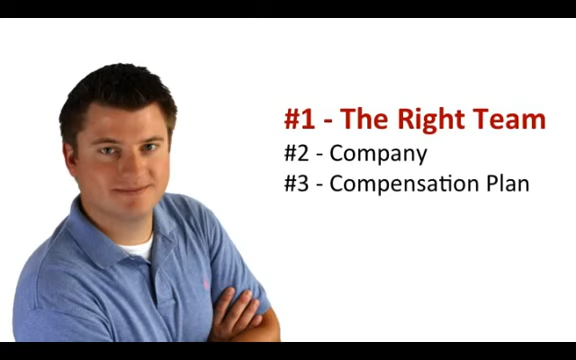 #1 - The Right Team
#2 - Company
#3 - Compensation Plan